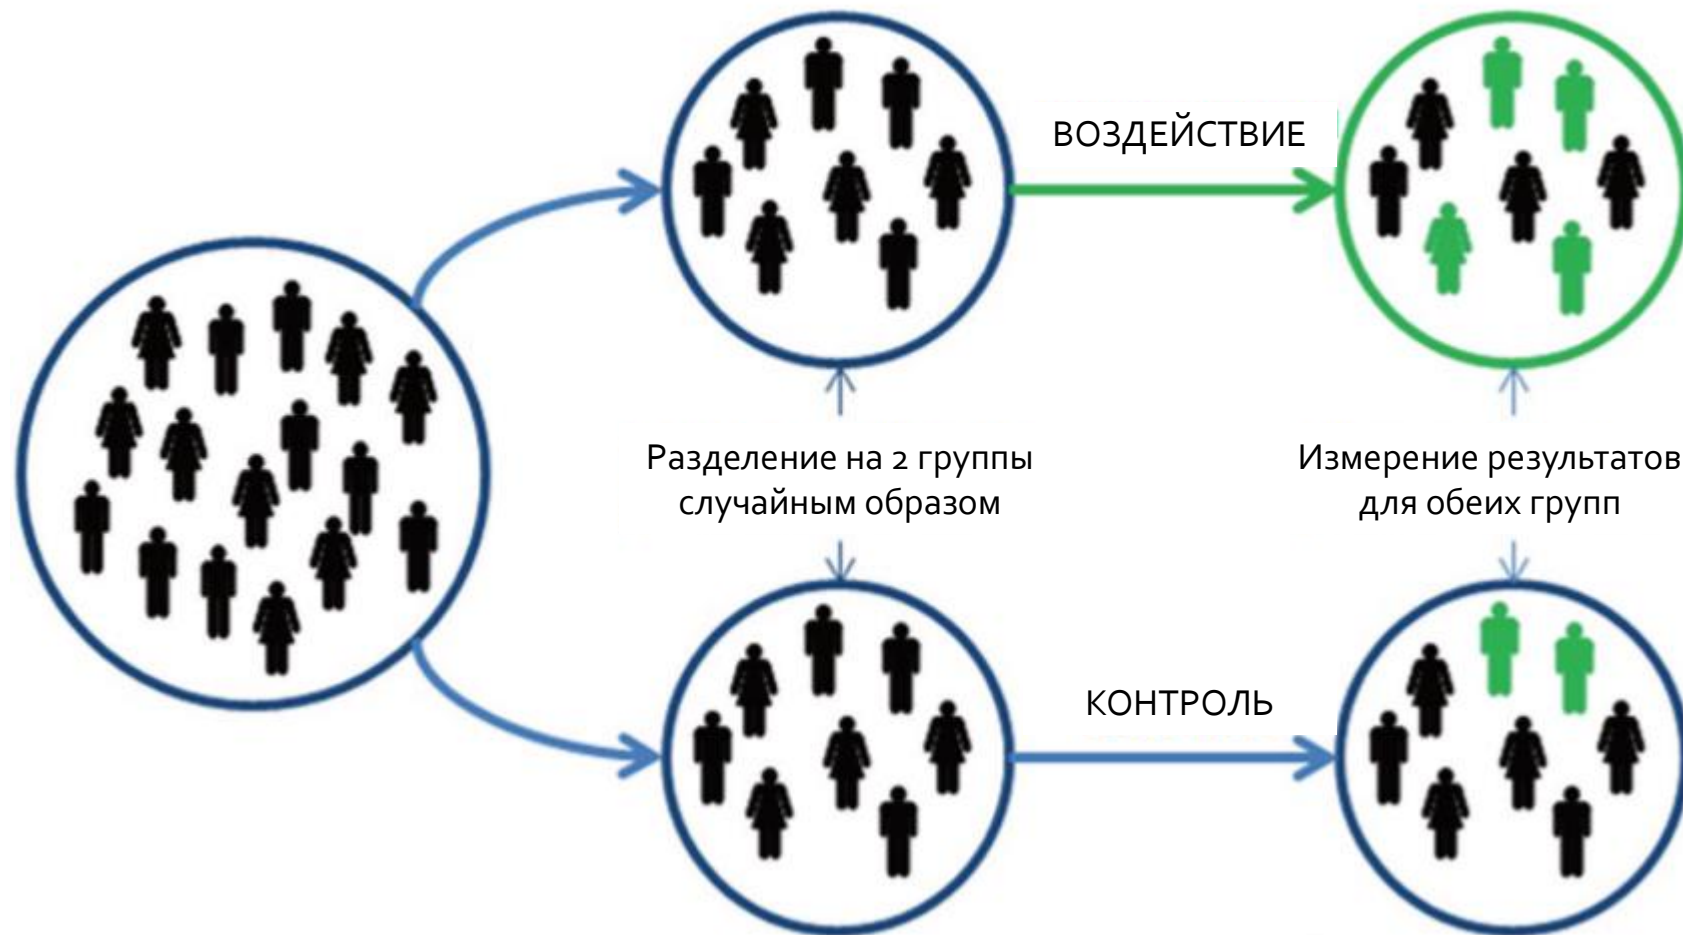 ВОЗДЕЙСТВИЕ
Разделение на 2 группы
случайным образом
Измерение результатов
для обеих групп
КОНТРОЛЬ